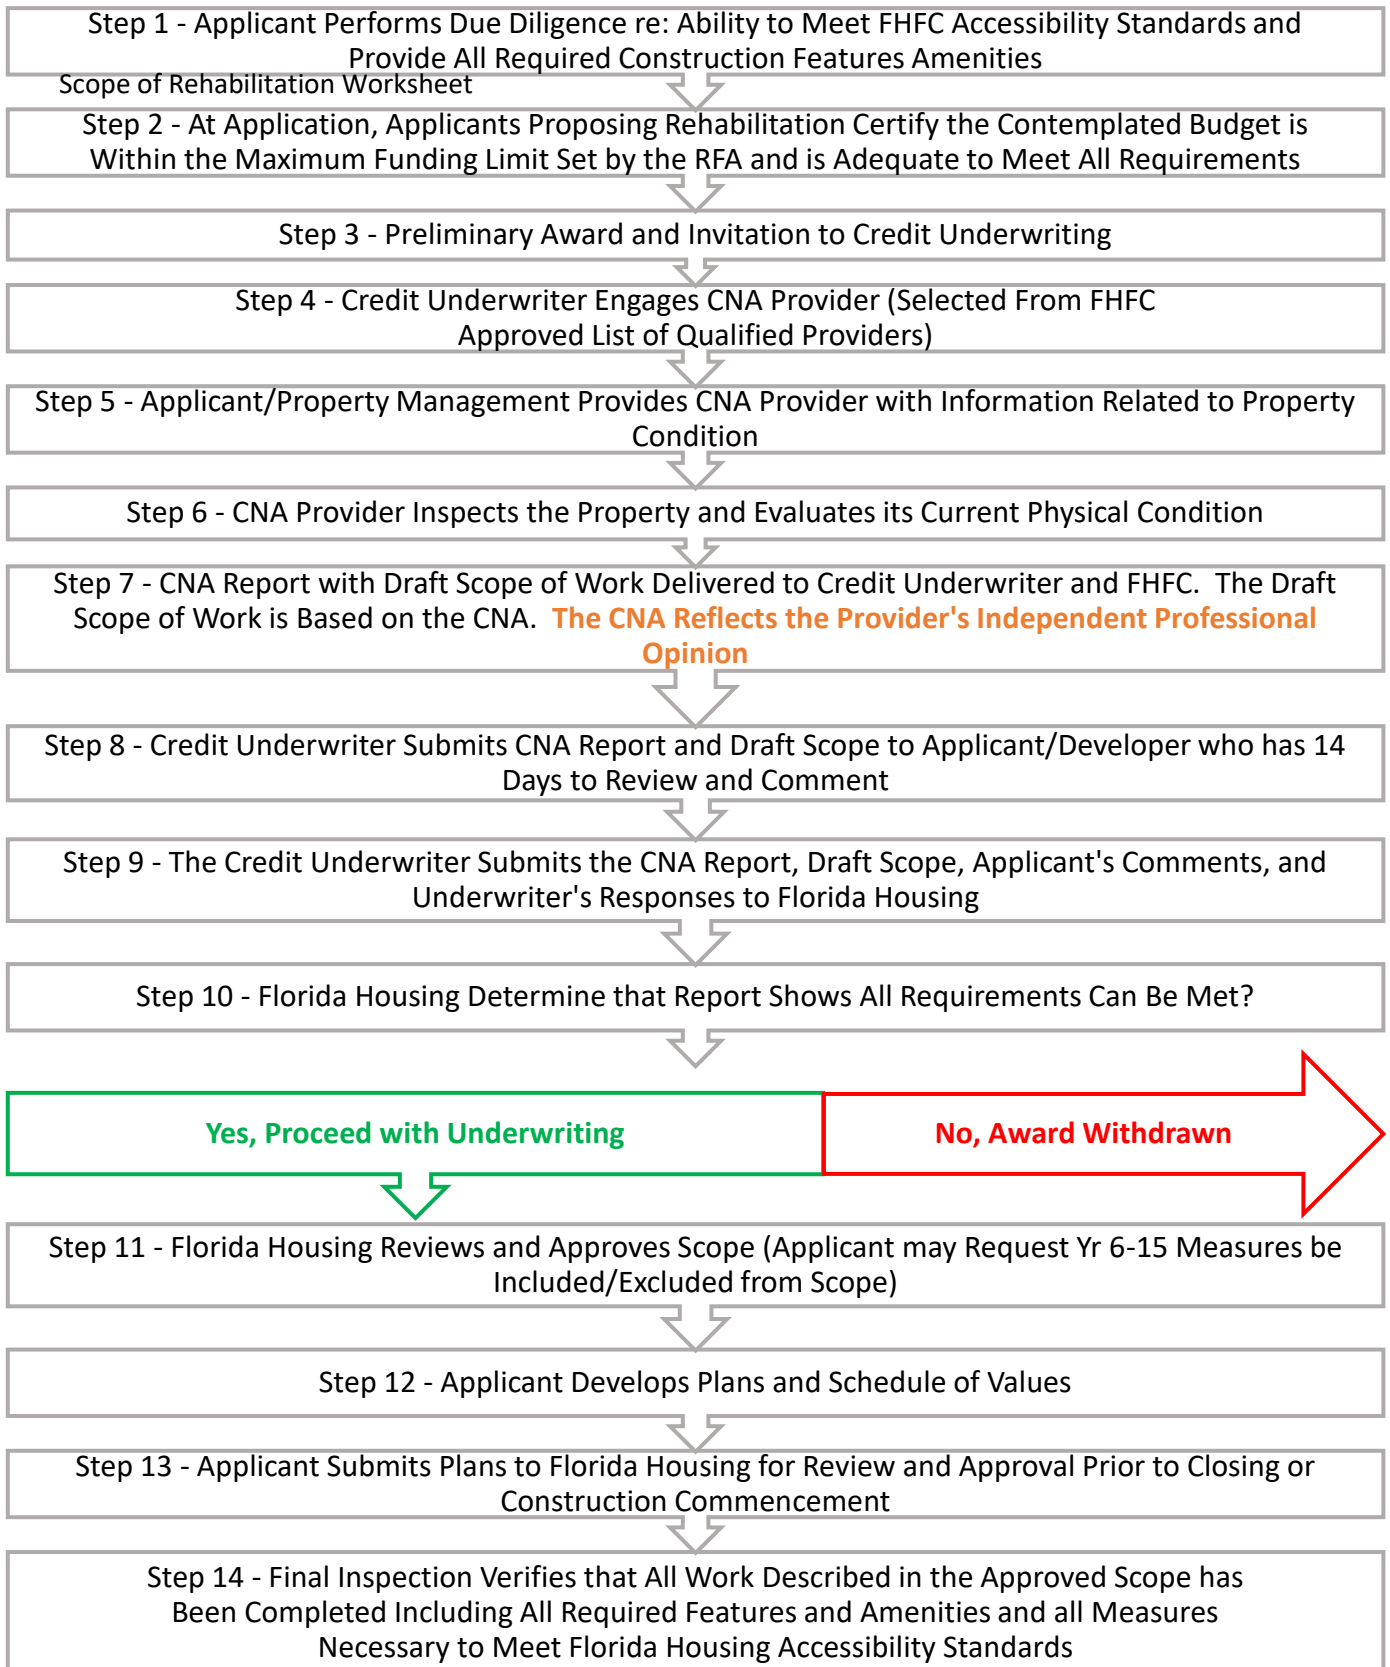 Step 1 - Applicant Performs Due Diligence re: Ability to Meet FHFC Accessibility Standards and
Provide All Required Construction Features Amenities
Scope of Rehabilitation Worksheet
Step 2 - At Application, Applicants Proposing Rehabilitation Certify the Contemplated Budget is
Within the Maximum Funding Limit Set by the RFA and is Adequate to Meet All Requirements
Step 3 - Preliminary Award and Invitation to Credit Underwriting
Step 4 - Credit Underwriter Engages CNA Provider (Selected From FHFC
Approved List of Qualified Providers)
Step 5 - Applicant/Property Management Provides CNA Provider with Information Related to Property
Condition
Step 6 - CNA Provider Inspects the Property and Evaluates its Current Physical Condition
Step 7 - CNA Report with Draft Scope of Work Delivered to Credit Underwriter and FHFC. The Draft
Scope of Work is Based on the CNA. The CNA Reflects the Provider's Independent Professional
Opinion
Step 8 - Credit Underwriter Submits CNA Report and Draft Scope to Applicant/Developer who has 14
Days to Review and Comment
Step 9 - The Credit Underwriter Submits the CNA Report, Draft Scope, Applicant's Comments, and
Underwriter's Responses to Florida Housing
Step 10 - Florida Housing Determine that Report Shows All Requirements Can Be Met?
Yes, Proceed with Underwriting
No, Award Withdrawn
Step 11 - Florida Housing Reviews and Approves Scope (Applicant may Request Yr 6-15 Measures be
Included/Excluded from Scope)
Step 12 - Applicant Develops Plans and Schedule of Values
Step 13 - Applicant Submits Plans to Florida Housing for Review and Approval Prior to Closing or
Construction Commencement
Step 14 - Final Inspection Verifies that All Work Described in the Approved Scope has
Been Completed Including All Required Features and Amenities and all Measures
Necessary to Meet Florida Housing Accessibility Standards